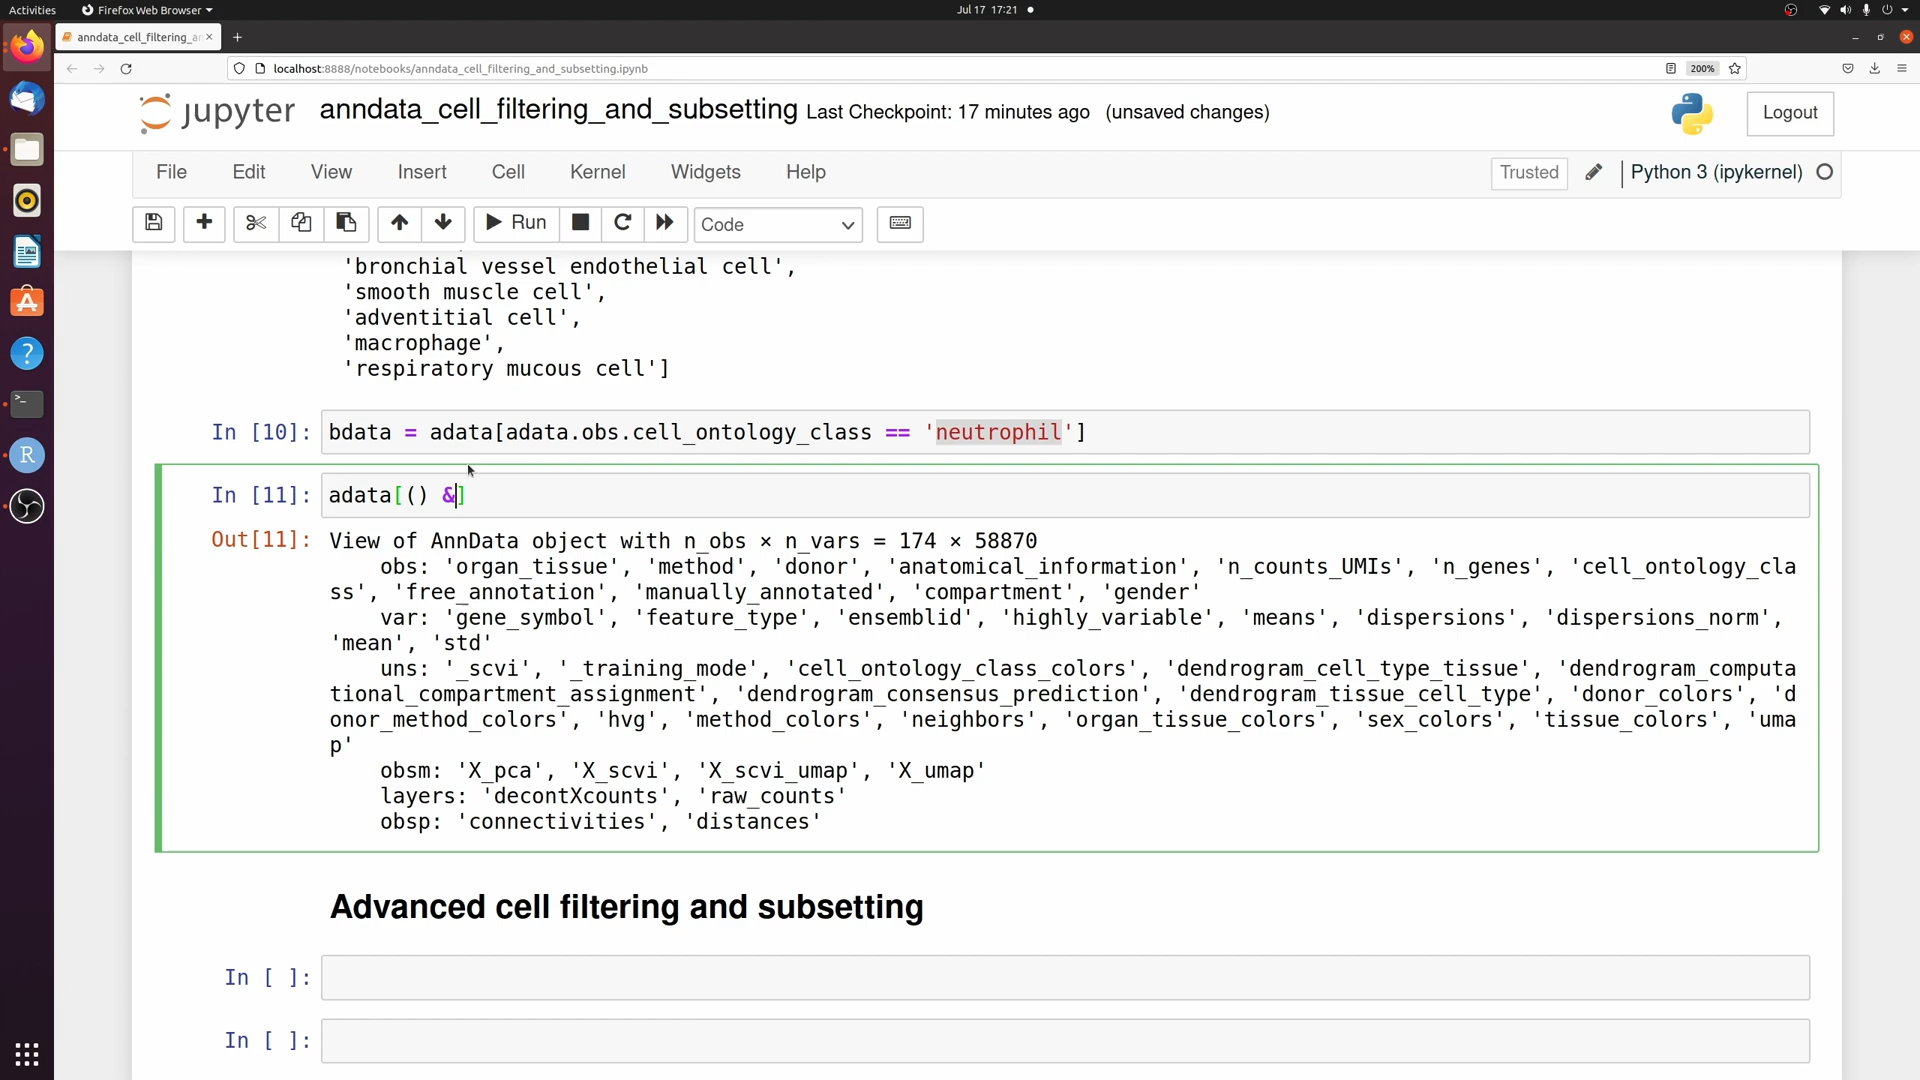 Activities Firefox Web Browser Jul 17 17:21
anndata_cell_filtering_a
localhost:8888/notebooks/anndata_cell_filtering_and_subsetting.ipynb 200%
jupyter anndata_cell_filtering_and_subsetting Last Checkpoint: 17 minutes ago (unsaved changes) Logout
File Edit View Insert Cell Kernel Widgets Help Trusted Python 3 (ipykernel)
Run Code
'bronchial vessel endothelial cell',
'smooth muscle cell',
'adventitial cell',
'macrophage',
'respiratory mucous cell']
In [10]: bdata = adata[adata.obs.cell_ontology_class == 'neutrophil']
In [11]: adata[() &]
Out[11]: View of AnnData object with n_obs × n_vars = 174 × 58870
obs: 'organ_tissue', 'method', 'donor', 'anatomical_information', 'n_counts_UMIs', 'n_genes', 'cell_ontology_cla
ss', 'free_annotation', 'manually_annotated', 'compartment', 'gender'
var: 'gene_symbol', 'feature_type', 'ensemblid', 'highly_variable', 'means', 'dispersions', 'dispersions_norm',
'mean', 'std'
uns: '_scvi', '_training_mode', 'cell_ontology_class_colors', 'dendrogram_cell_type_tissue', 'dendrogram_computa
tional_compartment_assignment', 'dendrogram_consensus_prediction', 'dendrogram_tissue_cell_type', 'donor_colors', 'd
onor_method_colors', 'hvg', 'method_colors', 'neighbors', 'organ_tissue_colors', 'sex_colors', 'tissue_colors', 'uma
p'
obsm: 'X_pca', 'X_scvi', 'X_scvi_umap', 'X_umap'
layers: 'decontXcounts', 'raw_counts'
obsp: 'connectivities', 'distances'
Advanced cell filtering and subsetting
In [ ]:
In [ ]: